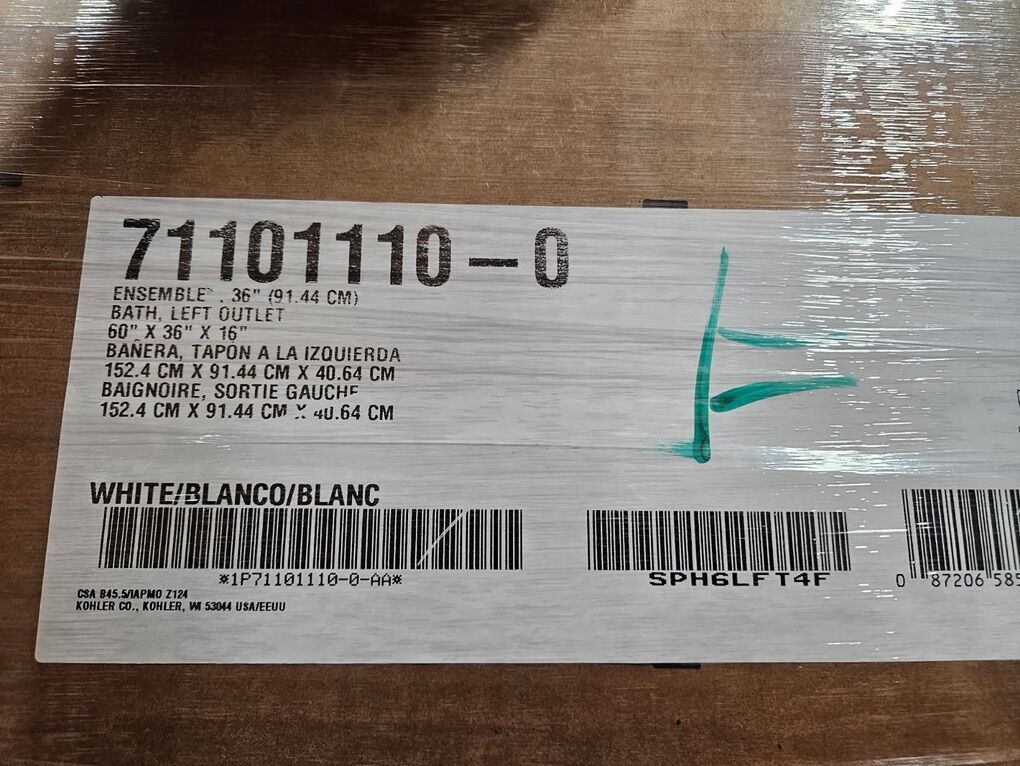 71101110-0
ENSEMBLE™. 36" (91.44 CM)
BATH, LEFT OUTLET
60" X 36" X 16"
BAÑERA, TAPON A LA IZQUIERDA
152.4 CM X 91.44 CM X 40.64 CM
BAIGNOIRE, SORTIE GAUCHE
152.4 CM X 91.44 CM X 40.64 CM
WHITE/BLANCO/BLANC
*1P71101110-0-AA*
SPH6LFT4F
0 87206 585
CSA B45.5/IAPMO Z124
KOHLER CO., KOHLER, WI 53044 USA/EEUU